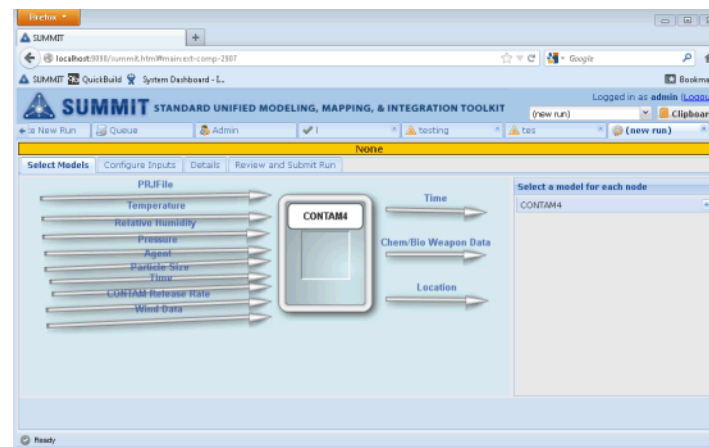 Firefox
SUMMIT
localhost:9090/summit.html#main:ext-comp-2907
Google
SUMMIT QuickBuild System Dashboard - L..
Bookma
SUMMIT STANDARD UNIFIED MODELING, MAPPING, & INTEGRATION TOOLKIT
Logged in as admin (Logou
(new run) Clipboar
New Run Queue Admin testing tes (new run)
None
Select Models Configure Inputs Details Review and Submit Run
PRJFile
Temperature
Relative Humidity
Pressure
Agent
Particle Size
Time
CONTAM Release Rate
Wind Data
CONTAM4
Time
Chem/Bio Weapon Data
Location
Select a model for each node
CONTAM4
Ready